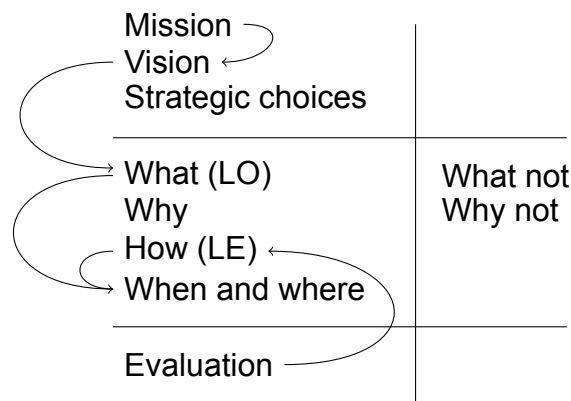 Mission
Vision
Strategic choices
What (LO)
What not
Why
Why not
How (LE)
When and where
Evaluation